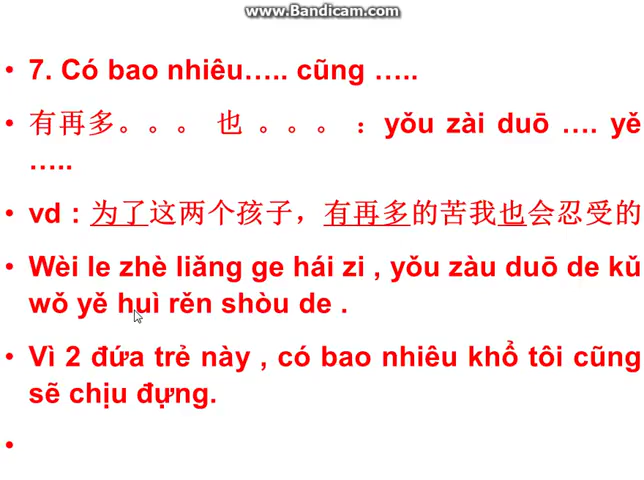 www.Bandicam.com
• 7. Có bao nhiêu….. cũng …..
• 有再多。。。 也 。。。 ：yǒu zài duō …. yě
…..
• vd : 为了这两个孩子，有再多的苦我也会忍受的
• Wèi le zhè liǎng ge hái zi , yǒu zàu duō de kǔ
wǒ yě huì rěn shòu de .
• Vì 2 đứa trẻ này , có bao nhiêu khổ tôi cũng
sẽ chịu đựng.
•